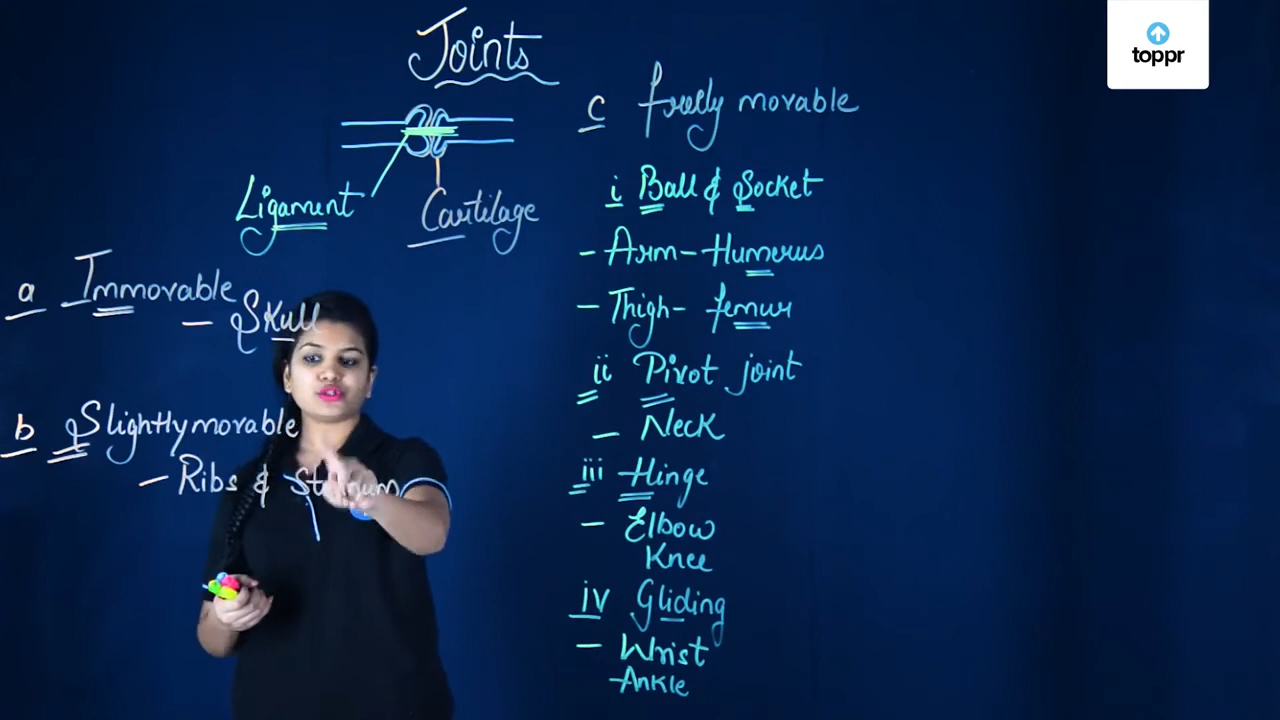 Joints
Ligament
Cartilage
a Immovable
- Skull
b Slightly movable
- Ribs & Sternum
c freely movable
i Ball & Socket
- Arm - Humerus
- Thigh - femur
ii Pivot joint
- Neck
iii Hinge
- Elbow
Knee
iv Gliding
- Wrist
- Ankle
toppr